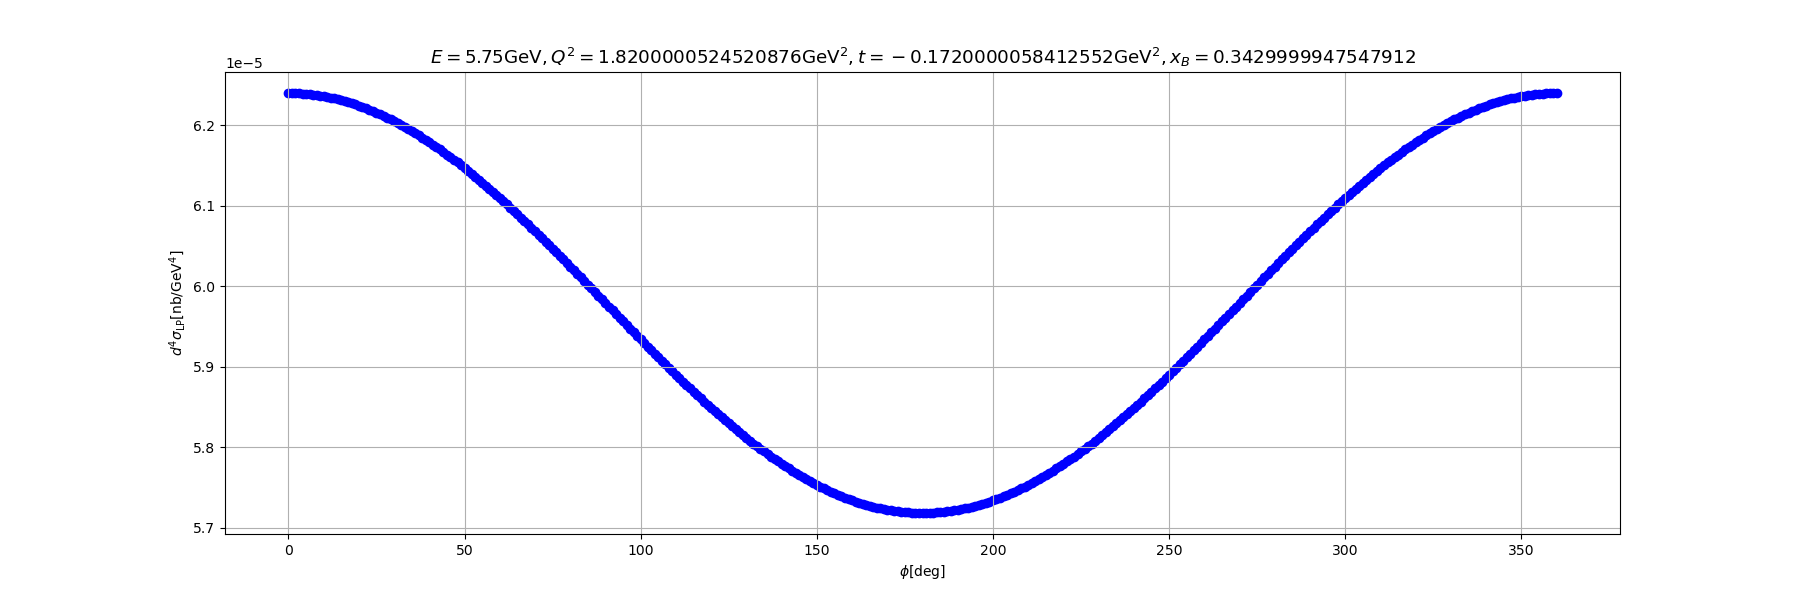 E = 5.75GeV, Q² = 1.8200000524520876GeV², t = −0.1720000058412552GeV², x_B = 0.3429999947547912
1e−5
6.2
6.1
6.0
5.9
5.8
5.7
d⁴σ_LP[nb/GeV⁴]
0 50 100 150 200 250 300 350
ϕ[deg]